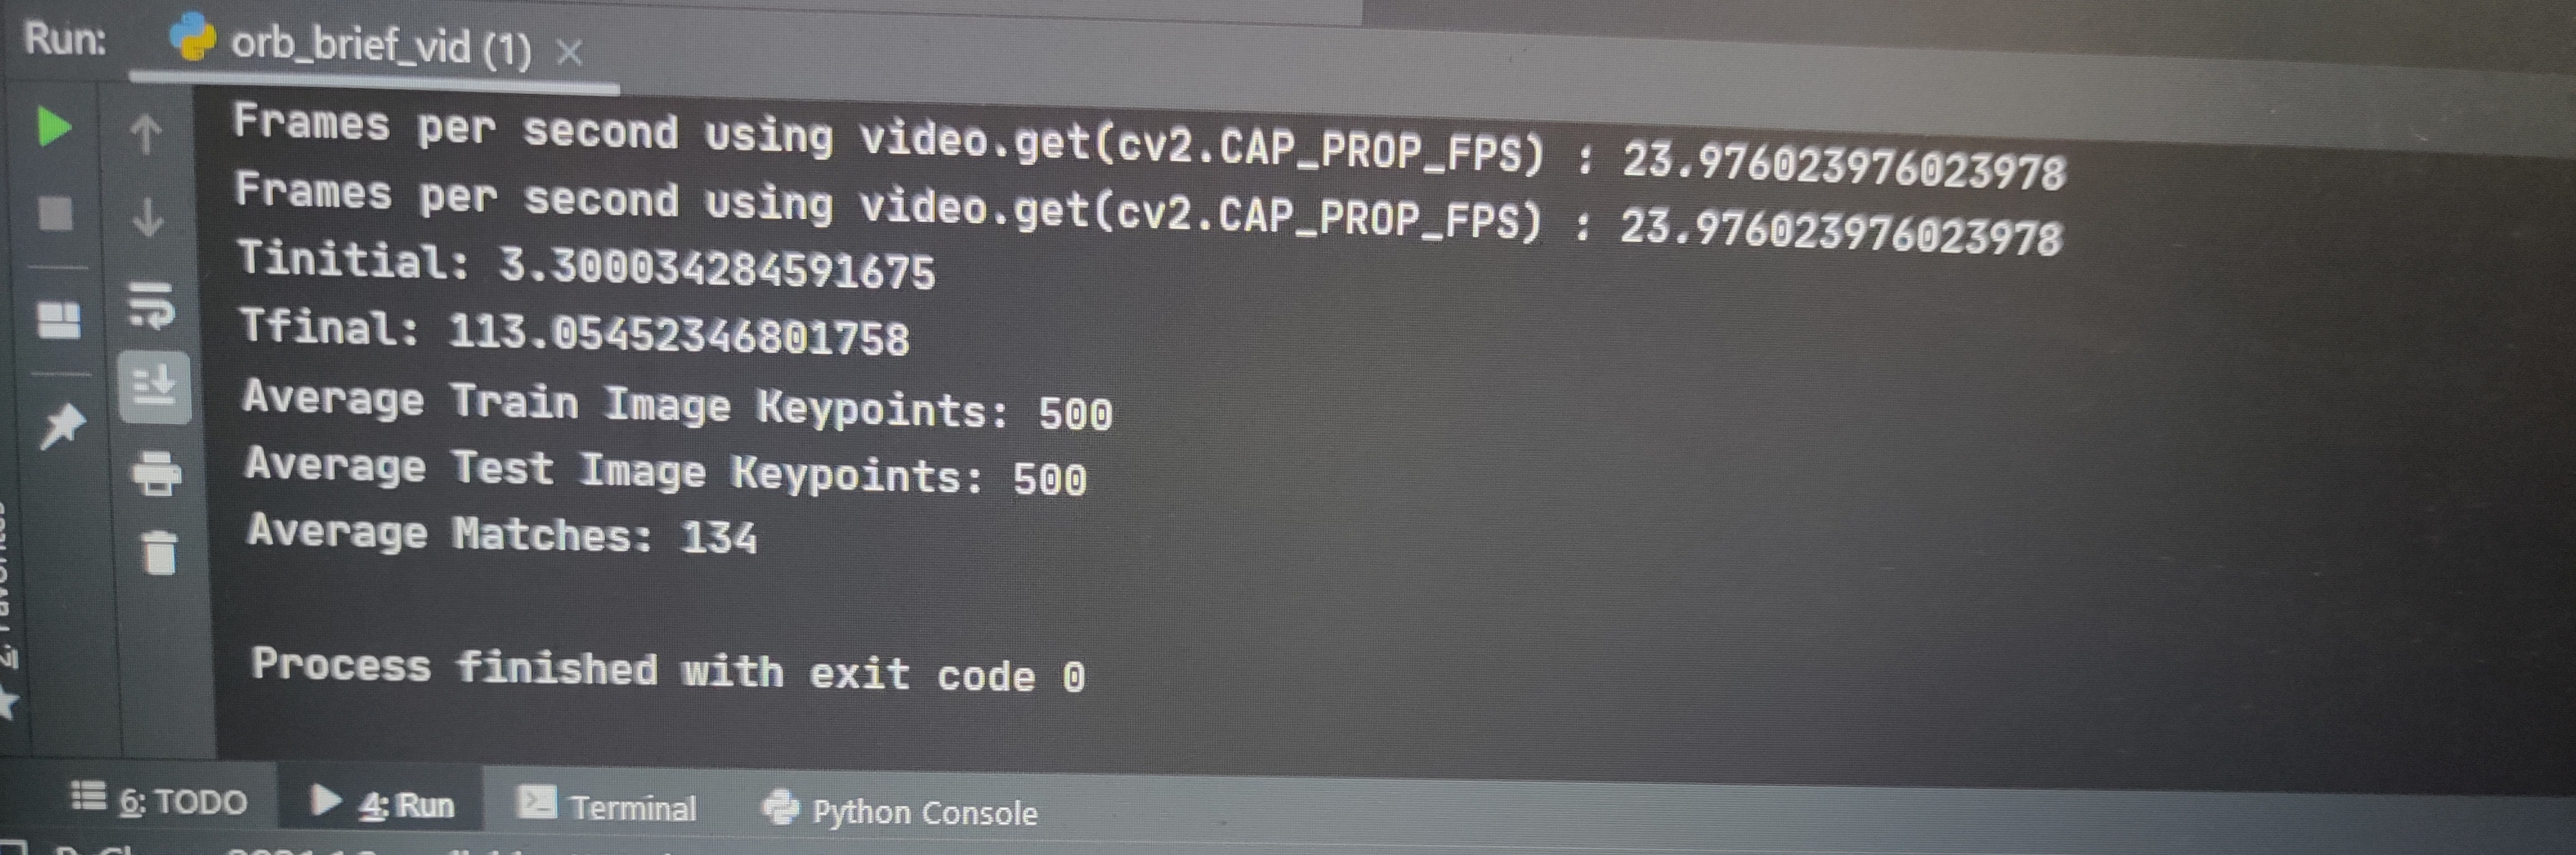 Run: orb_brief_vid (1)
Frames per second using video.get(cv2.CAP_PROP_FPS) : 23.976023976023978
Frames per second using video.get(cv2.CAP_PROP_FPS) : 23.976023976023978
Tinitial: 3.300034284591675
Tfinal: 113.05452346801758
Average Train Image Keypoints: 500
Average Test Image Keypoints: 500
Average Matches: 134
Process finished with exit code 0
6: TODO 4: Run Terminal Python Console